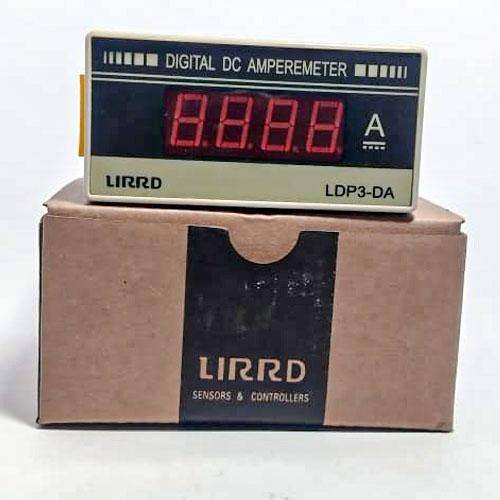 DIGITAL DC AMPEREMETER
8.8.8.8
A
LIRRD
LDP3-DA
LIRRD
SENSORS & CONTROLLERS